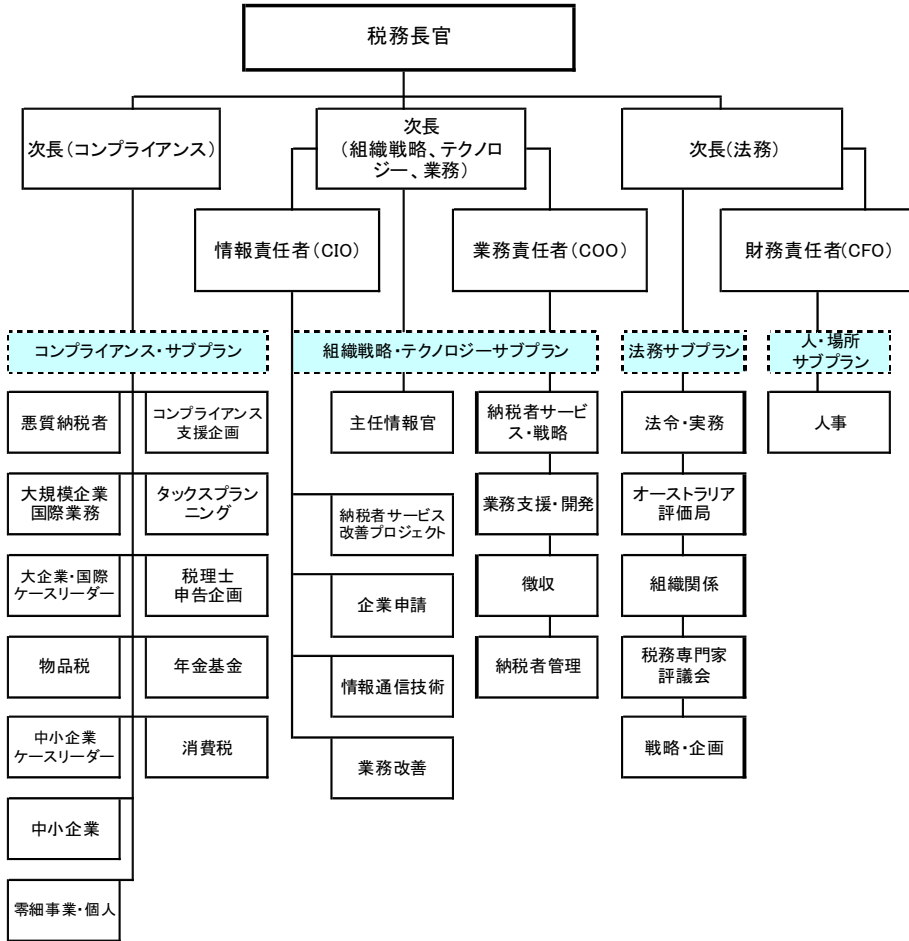 税務長官
次長（コンプライアンス）
次長
（組織戦略、テクノロ
ジー、業務）
次長（法務）
情報責任者（CIO）
業務責任者（COO）
財務責任者（CFO）
コンプライアンス・サブプラン
組織戦略・テクノロジーサブプラン
法務サブプラン
人・場所
サブプラン
悪質納税者
コンプライアンス
支援企画
主任情報官
納税者サービ
ス・戦略
法令・実務
人事
大規模企業
国際業務
タックスプラン
ニング
納税者サービス
改善プロジェクト
業務支援・開発
オーストラリア
評価局
大企業・国際
ケースリーダー
税理士
申告企画
企業申請
徴収
組織関係
物品税
年金基金
情報通信技術
納税者管理
税務専門家
評議会
中小企業
ケースリーダー
消費税
業務改善
戦略・企画
中小企業
零細事業・個人